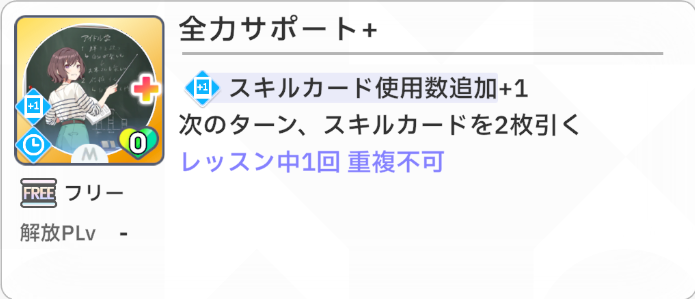 全力サポート+
+1 スキルカード使用数追加+1
次のターン、スキルカードを2枚引く
レッスン中1回 重複不可
+1
0
M
FREE フリー
解放PLv -